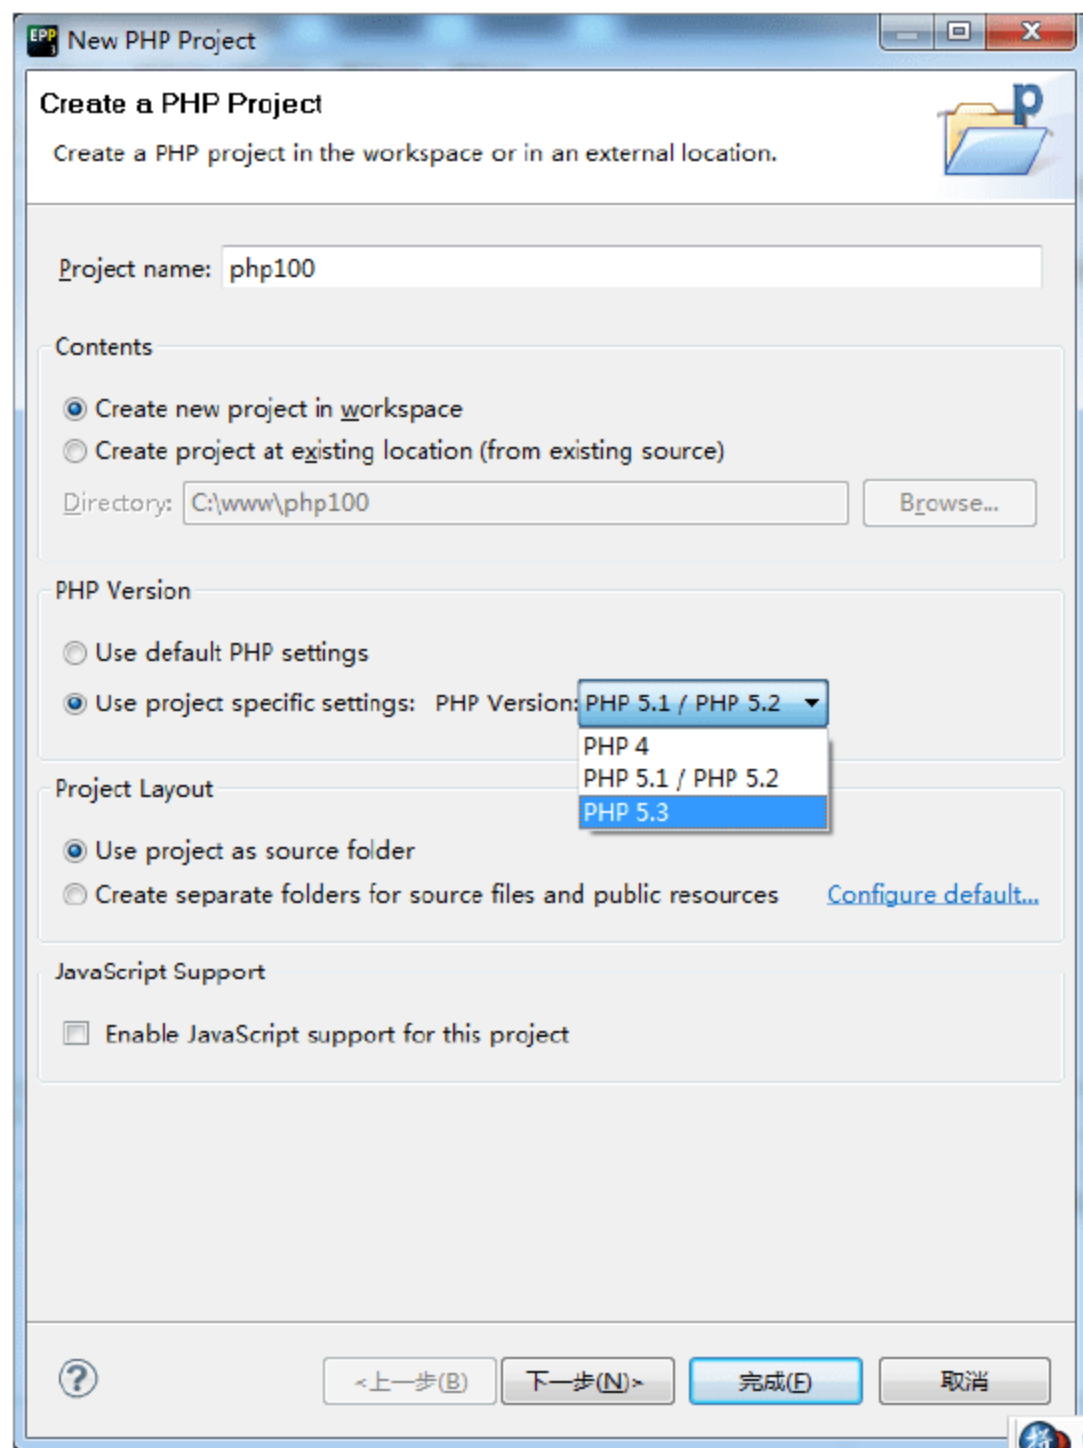 EPP 3 New PHP Project
Create a PHP Project
p
Create a PHP project in the workspace or in an external location.
Project name: php100
Contents
Create new project in workspace
Create project at existing location (from existing source)
Directory: C:\www\php100 Browse...
PHP Version
Use default PHP settings
Use project specific settings: PHP Version: PHP 5.1 / PHP 5.2
PHP 4
PHP 5.1 / PHP 5.2
PHP 5.3
Project Layout
Use project as source folder
Create separate folders for source files and public resources Configure default...
JavaScript Support
Enable JavaScript support for this project
? <上一步(B) 下一步(N)> 完成(F) 取消